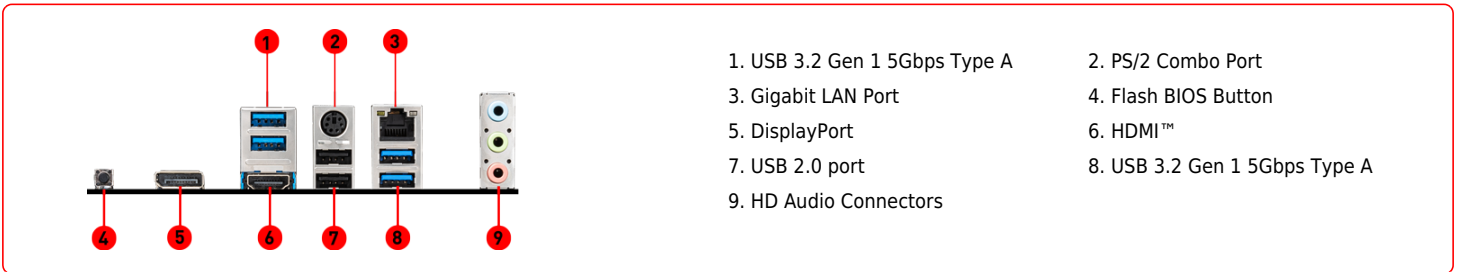 1
2
3
4
5
6
7
8
9
1. USB 3.2 Gen 1 5Gbps Type A
2. PS/2 Combo Port
3. Gigabit LAN Port
4. Flash BIOS Button
5. DisplayPort
6. HDMI™
7. USB 2.0 port
8. USB 3.2 Gen 1 5Gbps Type A
9. HD Audio Connectors